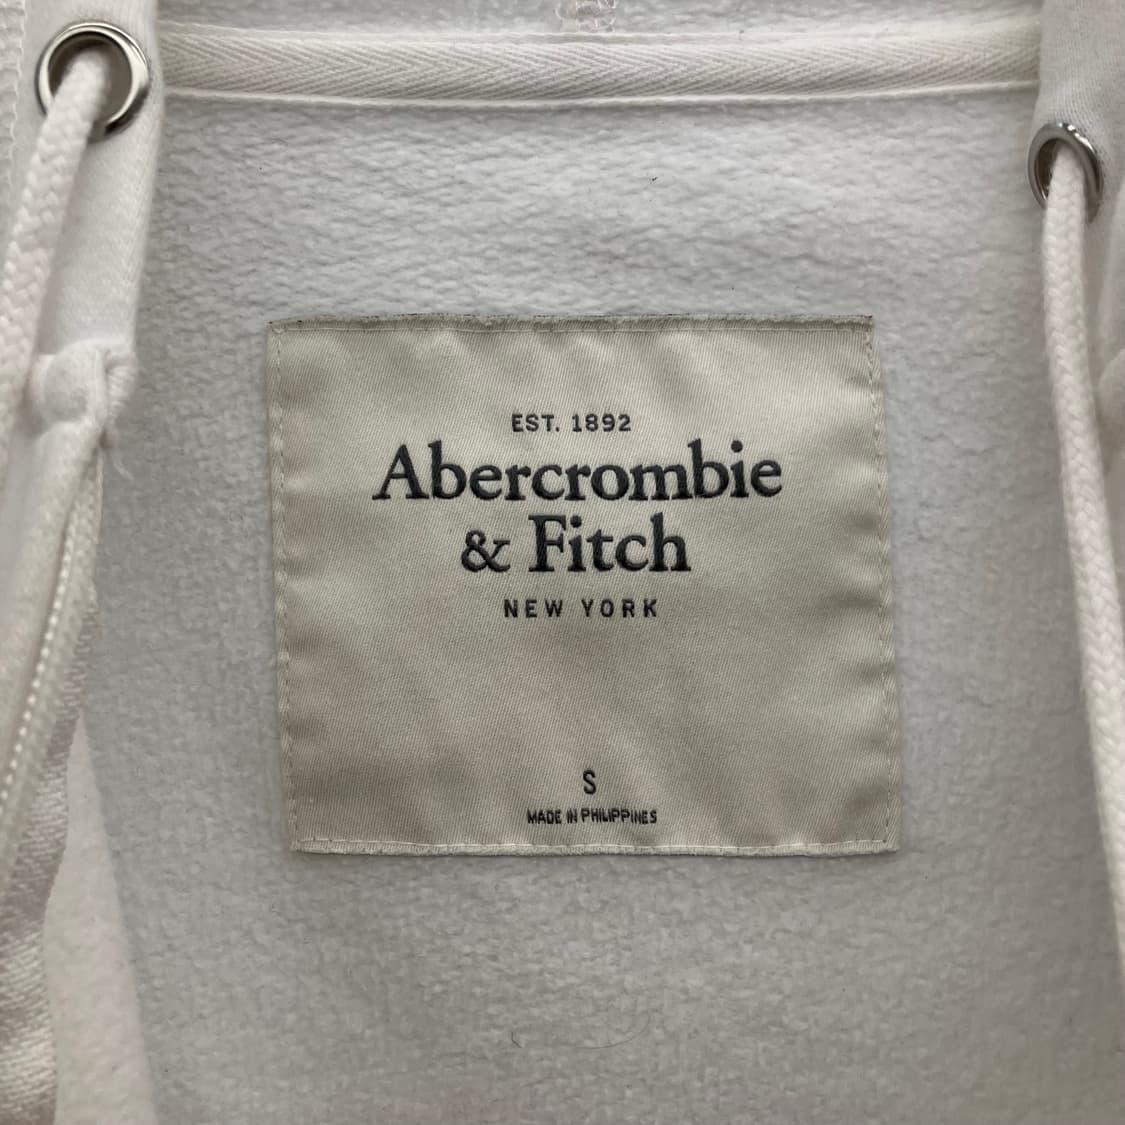 EST. 1892
Abercrombie
& Fitch
NEW YORK
S
MADE IN PHILIPPINES